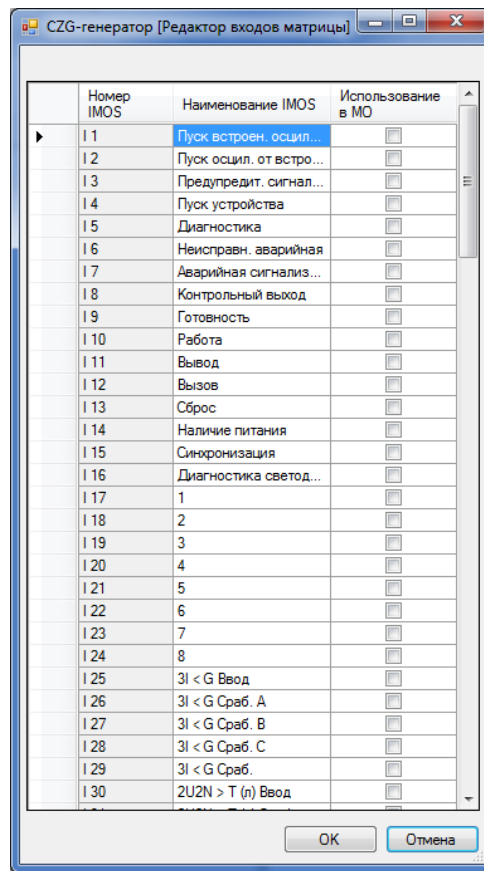 CZG-генератор [Редактор входов матрицы]
Номер IMOS Наименование IMOS Использование в МО
I 1 Пуск встроен. осцил...
I 2 Пуск осцил. от встро...
I 3 Предупредит. сигнал...
I 4 Пуск устройства
I 5 Диагностика
I 6 Неисправн. аварийная
I 7 Аварийная сигнализ...
I 8 Контрольный выход
I 9 Готовность
I 10 Работа
I 11 Вывод
I 12 Вызов
I 13 Сброс
I 14 Наличие питания
I 15 Синхронизация
I 16 Диагностика светод...
I 17 1
I 18 2
I 19 3
I 20 4
I 21 5
I 22 6
I 23 7
I 24 8
I 25 3I < G Ввод
I 26 3I < G Сраб. A
I 27 3I < G Сраб. B
I 28 3I < G Сраб. C
I 29 3I < G Сраб.
I 30 2U2N > T (л) Ввод
OK Отмена